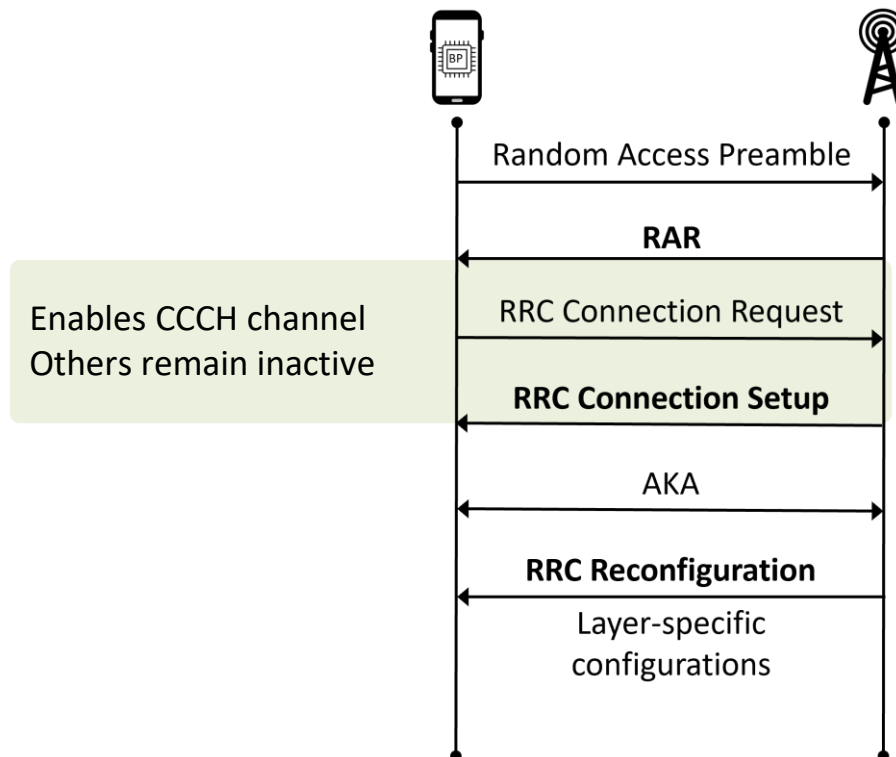 BP
Random Access Preamble
RAR
Enables CCCH channel
Others remain inactive
RRC Connection Request
RRC Connection Setup
AKA
RRC Reconfiguration
Layer-specific
configurations